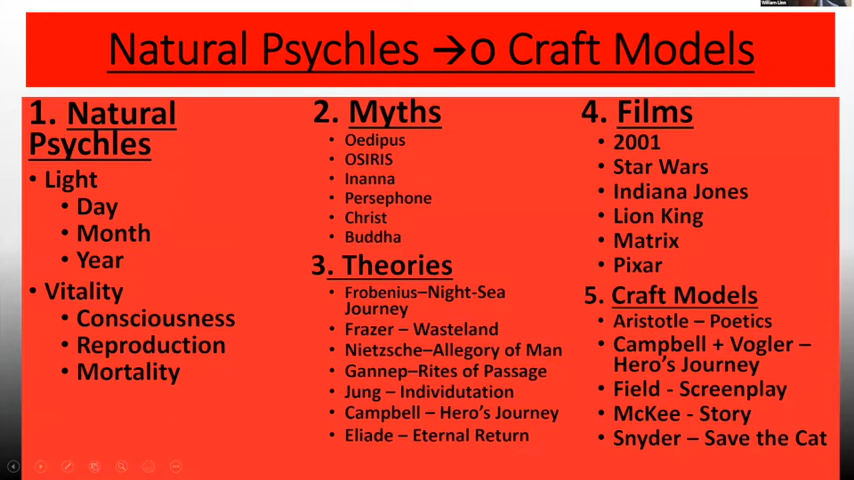 William Linn
Natural Psychles →o Craft Models
1. Natural
Psychles
• Light
• Day
• Month
• Year
• Vitality
• Consciousness
• Reproduction
• Mortality
2. Myths
• Oedipus
• OSIRIS
• Inanna
• Persephone
• Christ
• Buddha
3. Theories
• Frobenius–Night-Sea
Journey
• Frazer – Wasteland
• Nietzsche–Allegory of Man
• Gannep–Rites of Passage
• Jung – Individutation
• Campbell – Hero's Journey
• Eliade – Eternal Return
4. Films
• 2001
• Star Wars
• Indiana Jones
• Lion King
• Matrix
• Pixar
5. Craft Models
• Aristotle – Poetics
• Campbell + Vogler –
Hero's Journey
• Field - Screenplay
• McKee - Story
• Snyder – Save the Cat